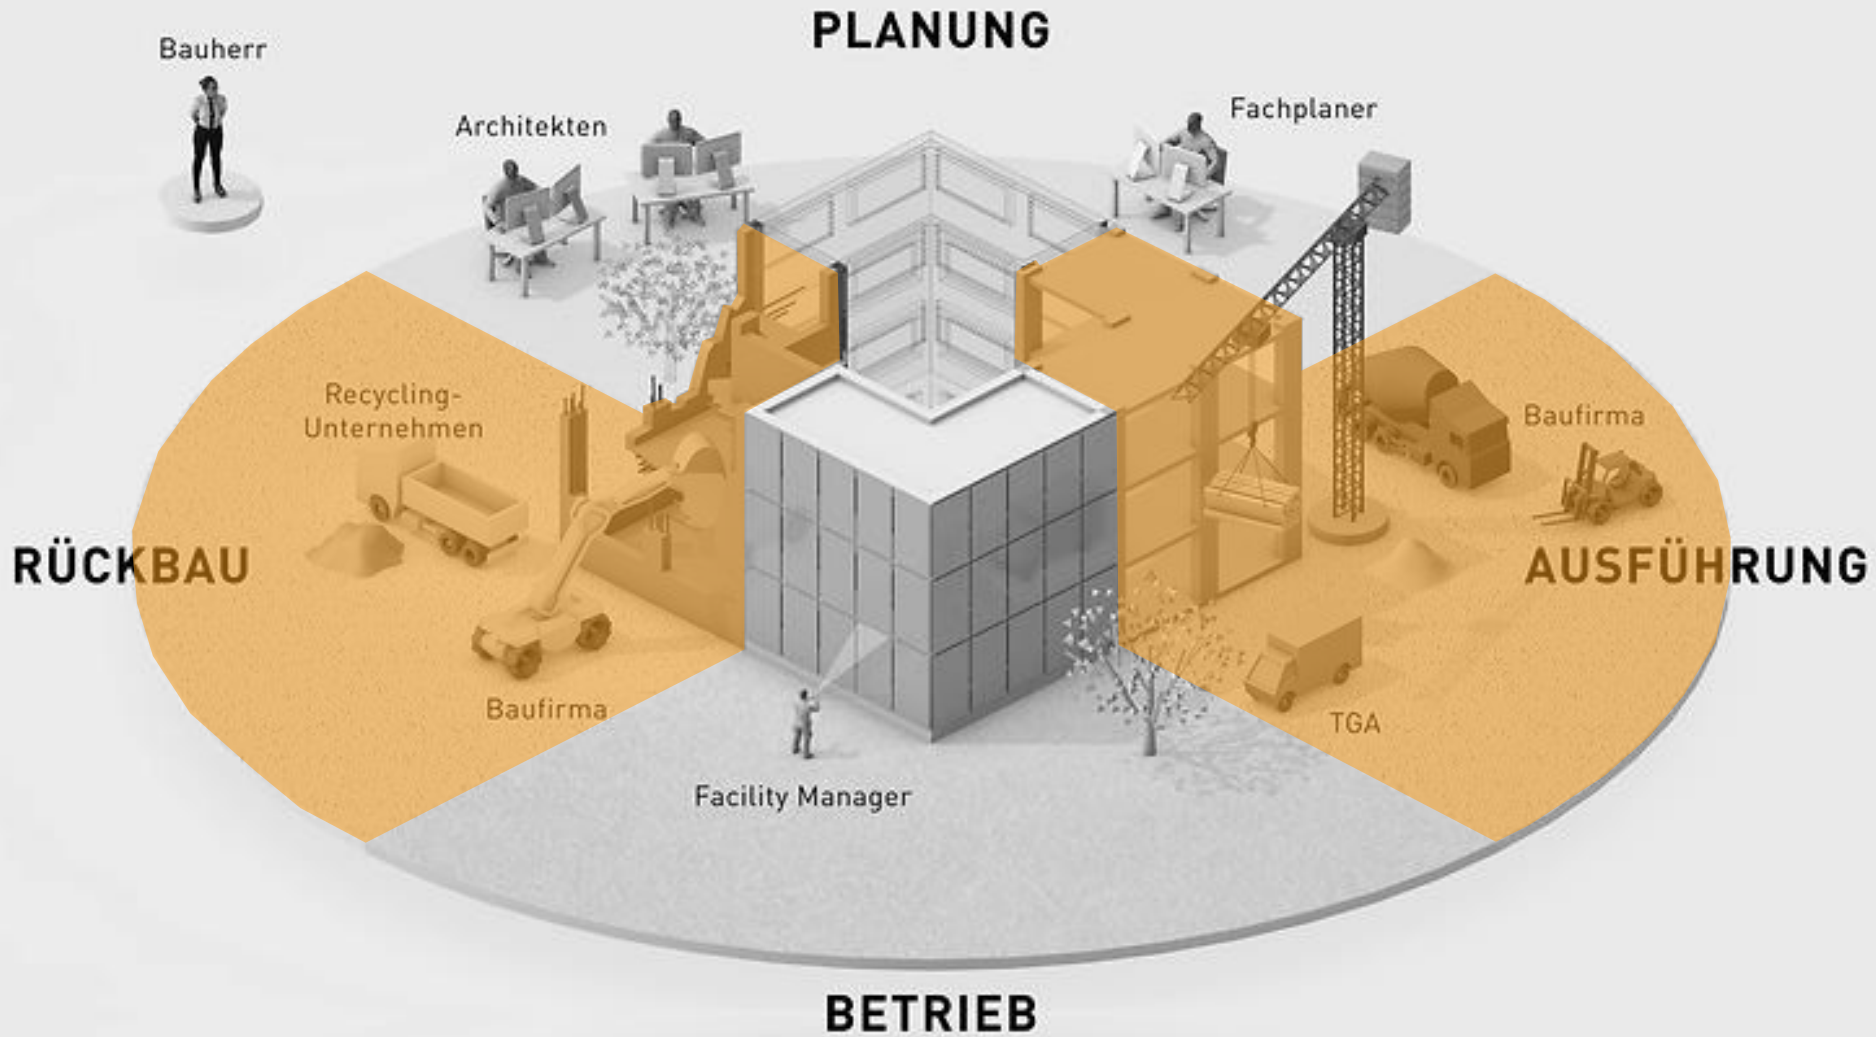 PLANUNG
Bauherr
Architekten
Fachplaner
Recycling-
Unternehmen
Baufirma
RÜCKBAU
AUSFÜHRUNG
Baufirma
TGA
Facility Manager
BETRIEB